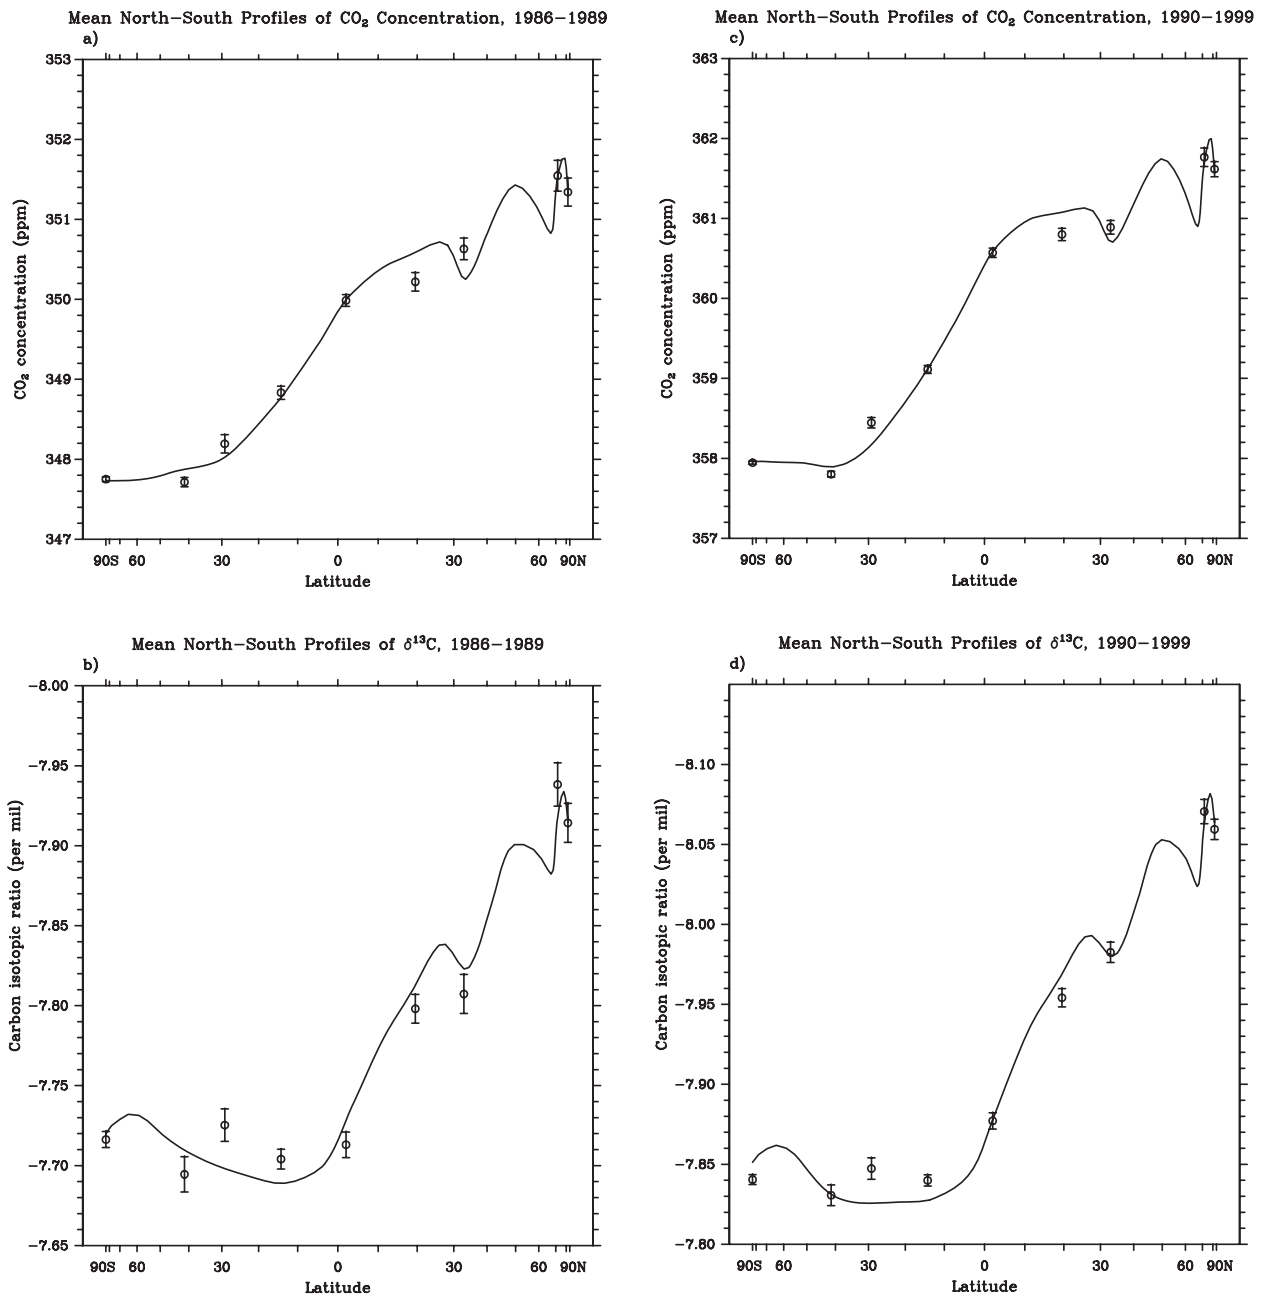 Mean North–South Profiles of CO₂ Concentration, 1986–1989
a)
353
352
351
350
349
348
347
CO₂ concentration (ppm)
90S 60 30 0 30 60 90N
Latitude
Mean North–South Profiles of CO₂ Concentration, 1990–1999
c)
363
362
361
360
359
358
357
CO₂ concentration (ppm)
90S 60 30 0 30 60 90N
Latitude
Mean North–South Profiles of δ¹³C, 1986–1989
b)
−8.00
−7.95
−7.90
−7.85
−7.80
−7.75
−7.70
−7.65
Carbon isotopic ratio (per mil)
90S 60 30 0 30 60 90N
Latitude
Mean North–South Profiles of δ¹³C, 1990–1999
d)
−8.10
−8.05
−8.00
−7.95
−7.90
−7.85
−7.80
Carbon isotopic ratio (per mil)
90S 60 30 0 30 60 90N
Latitude